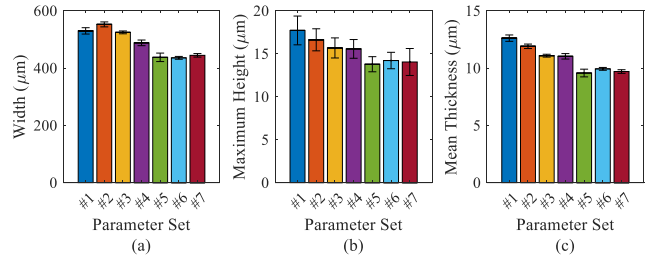 Width (μm)
600
400
200
0
#1 #2 #3 #4 #5 #6 #7
Parameter Set
(a)
Maximum Height (μm)
20
15
10
5
0
#1 #2 #3 #4 #5 #6 #7
Parameter Set
(b)
Mean Thickness (μm)
15
10
5
0
#1 #2 #3 #4 #5 #6 #7
Parameter Set
(c)